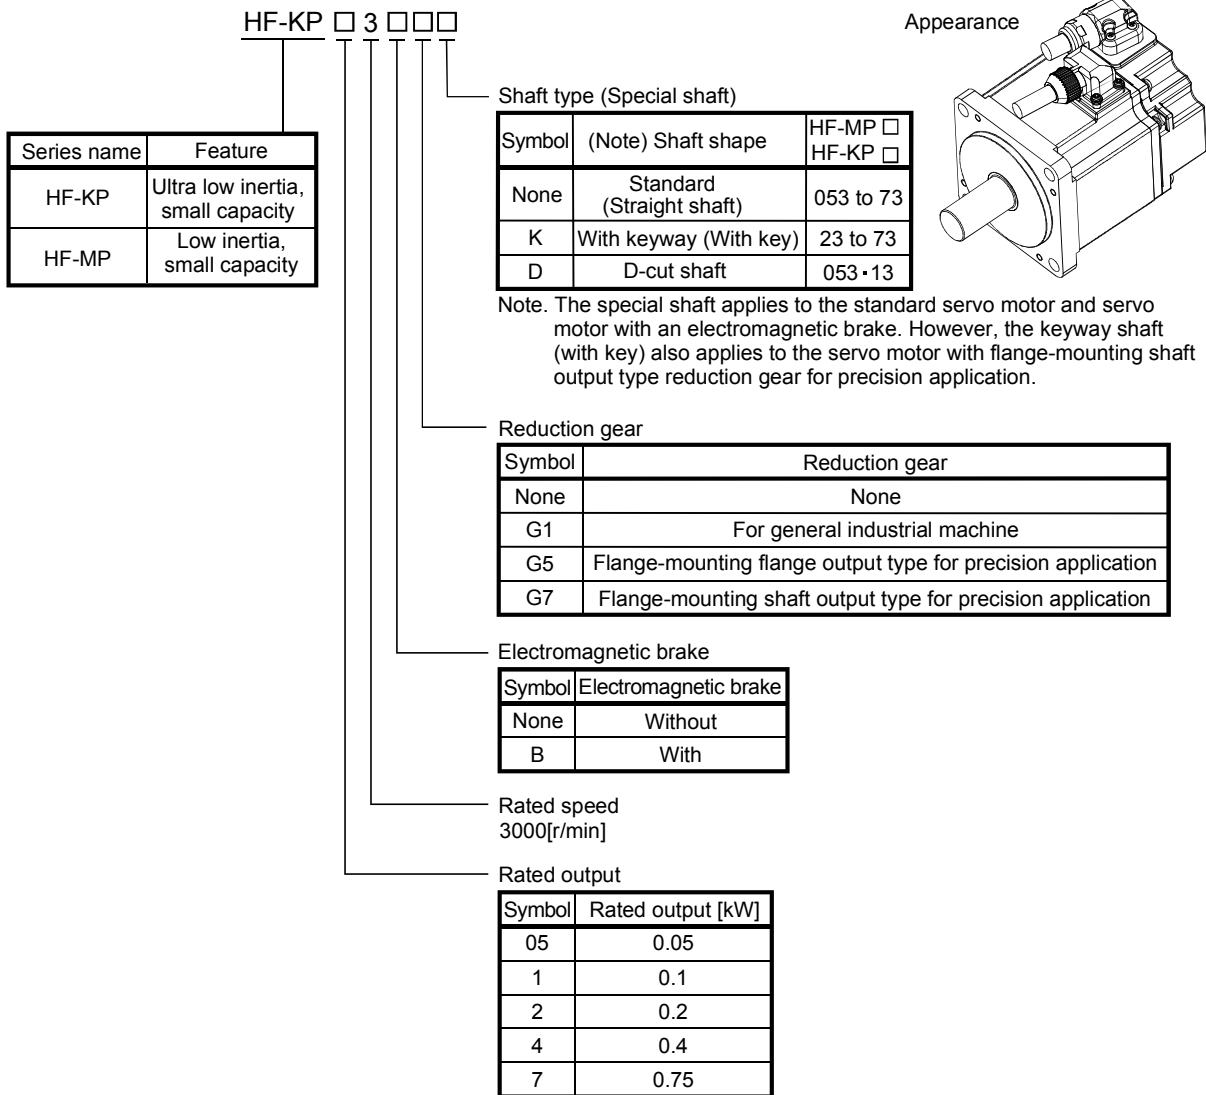 HF-KP □ 3 □ □ □
Appearance
Series name Feature
HF-KP Ultra low inertia,
small capacity
HF-MP Low inertia,
small capacity
Shaft type (Special shaft)
Symbol (Note) Shaft shape HF-MP □
HF-KP □
None Standard
(Straight shaft) 053 to 73
K With keyway (With key) 23 to 73
D D-cut shaft 053・13
Note. The special shaft applies to the standard servo motor and servo
motor with an electromagnetic brake. However, the keyway shaft
(with key) also applies to the servo motor with flange-mounting shaft
output type reduction gear for precision application.
Reduction gear
Symbol Reduction gear
None None
G1 For general industrial machine
G5 Flange-mounting flange output type for precision application
G7 Flange-mounting shaft output type for precision application
Electromagnetic brake
Symbol Electromagnetic brake
None Without
B With
Rated speed
3000[r/min]
Rated output
Symbol Rated output [kW]
05 0.05
1 0.1
2 0.2
4 0.4
7 0.75